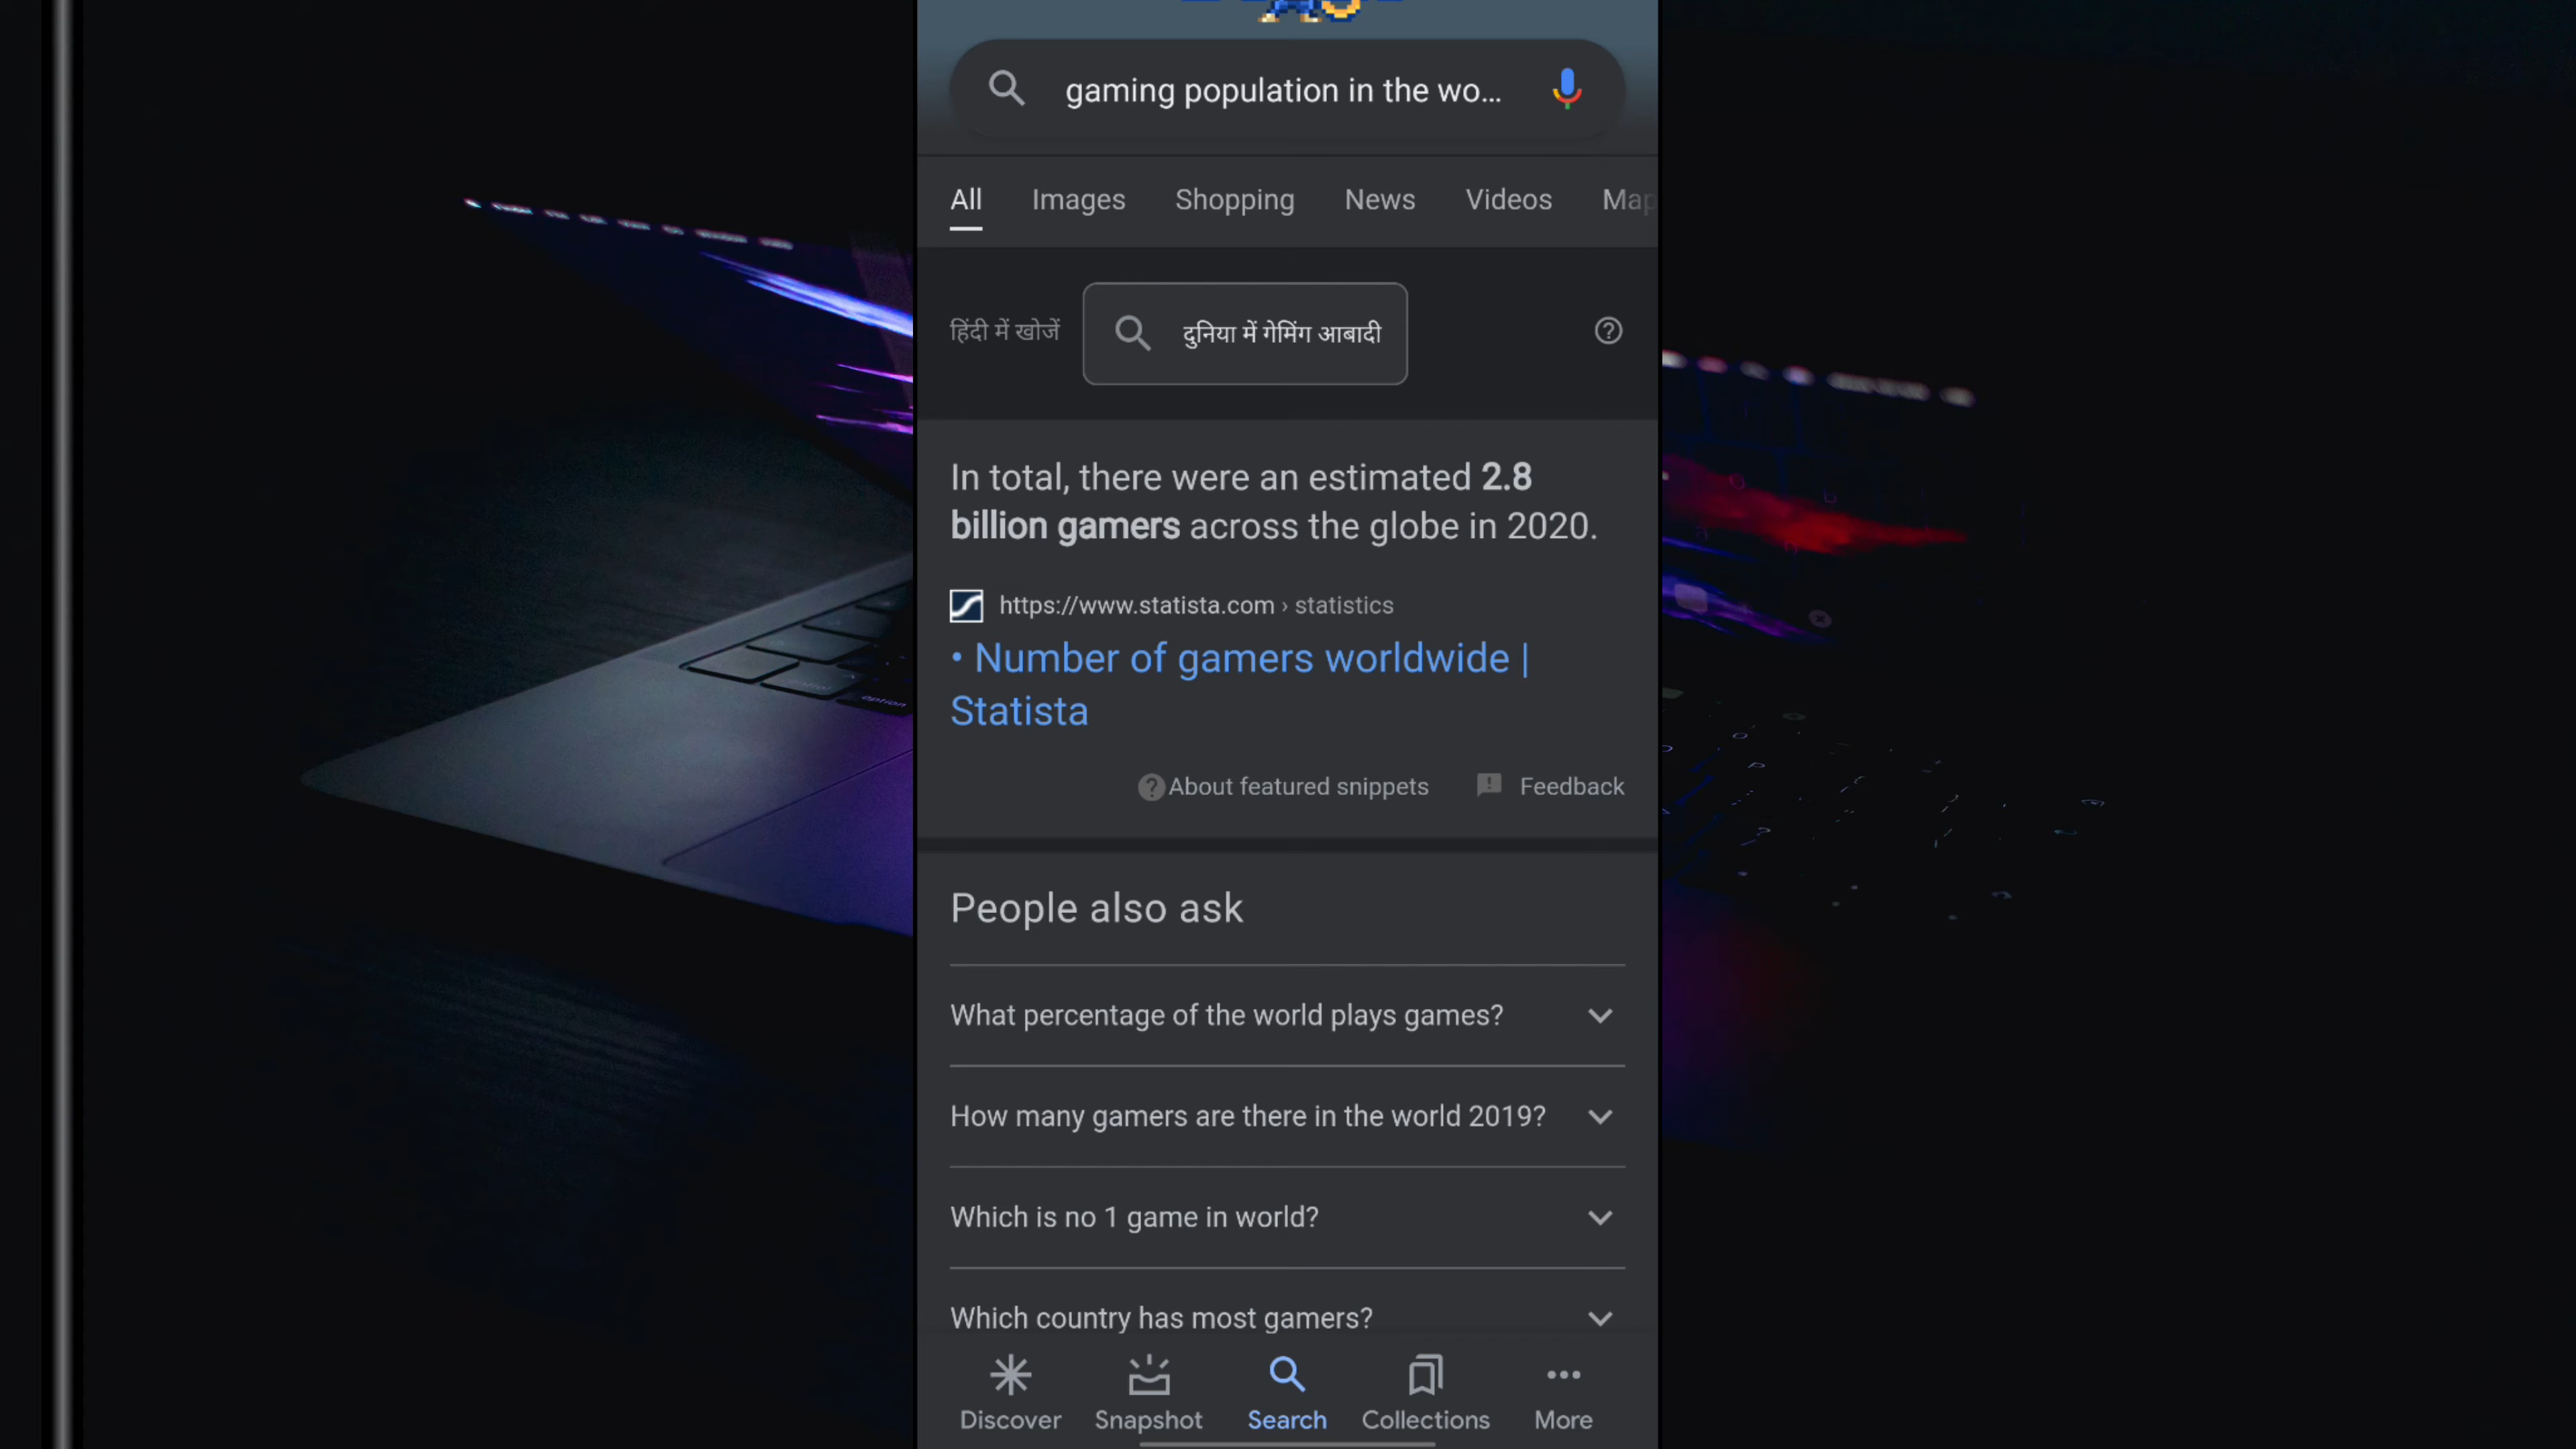 gaming population in the wo...
All Images Shopping News Videos Map
हिंदी में खोजें
दुनिया में गेमिंग आबादी
In total, there were an estimated 2.8
billion gamers across the globe in 2020.
https://www.statista.com › statistics
• Number of gamers worldwide |
Statista
About featured snippets Feedback
People also ask
What percentage of the world plays games?
How many gamers are there in the world 2019?
Which is no 1 game in world?
Which country has most gamers?
Discover Snapshot Search Collections More
option